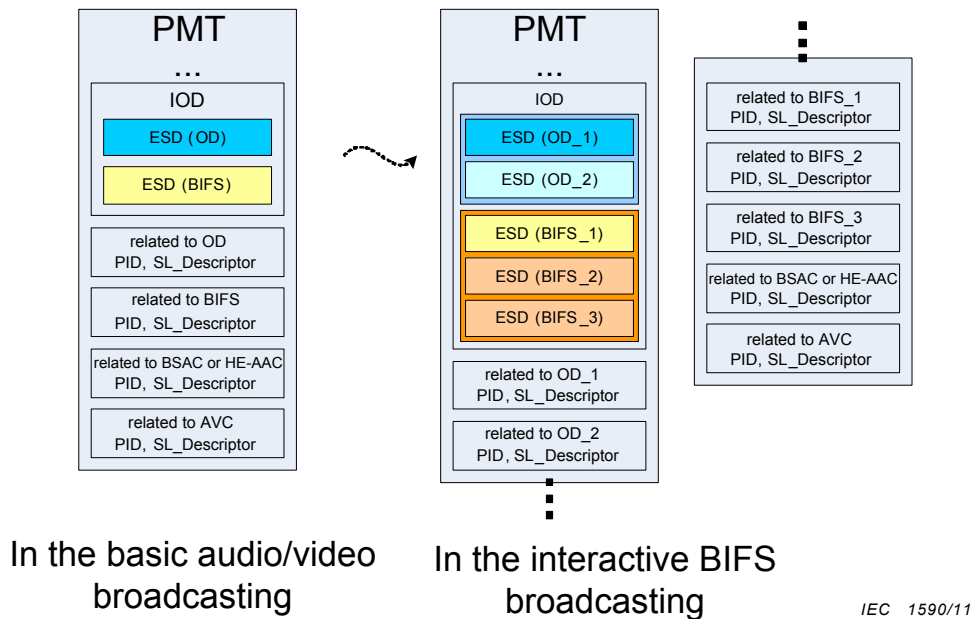 PMT
...
IOD
ESD (OD)
ESD (BIFS)
related to OD
PID, SL_Descriptor
related to BIFS
PID, SL_Descriptor
related to BSAC or HE-AAC
PID, SL_Descriptor
related to AVC
PID, SL_Descriptor
In the basic audio/video
broadcasting
PMT
...
IOD
ESD (OD_1)
ESD (OD_2)
ESD (BIFS_1)
ESD (BIFS_2)
ESD (BIFS_3)
related to OD_1
PID, SL_Descriptor
related to OD_2
PID, SL_Descriptor
related to BIFS_1
PID, SL_Descriptor
related to BIFS_2
PID, SL_Descriptor
related to BIFS_3
PID, SL_Descriptor
related to BSAC or HE-AAC
PID, SL_Descriptor
related to AVC
PID, SL_Descriptor
In the interactive BIFS
broadcasting
IEC 1590/11